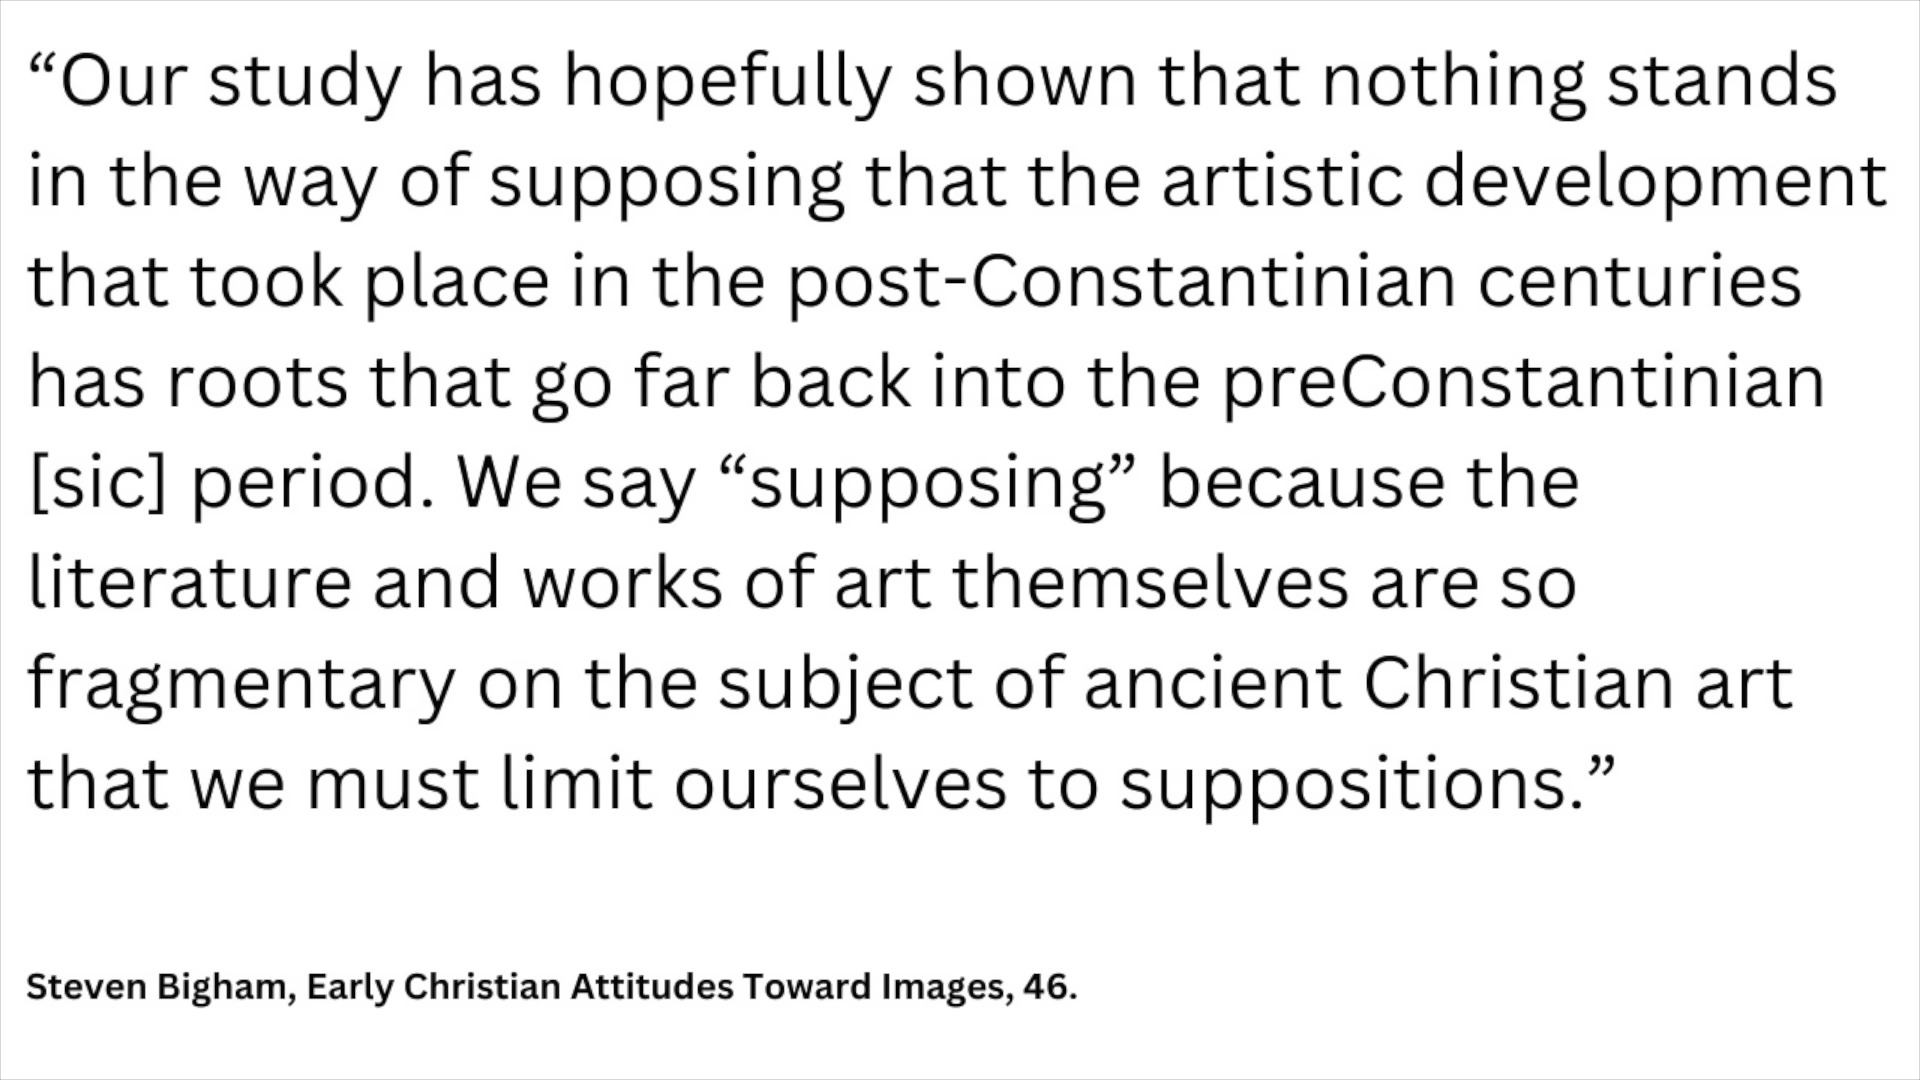 “Our study has hopefully shown that nothing stands
in the way of supposing that the artistic development
that took place in the post-Constantinian centuries
has roots that go far back into the preConstantinian
[sic] period. We say “supposing” because the
literature and works of art themselves are so
fragmentary on the subject of ancient Christian art
that we must limit ourselves to suppositions.”
Steven Bigham, Early Christian Attitudes Toward Images, 46.